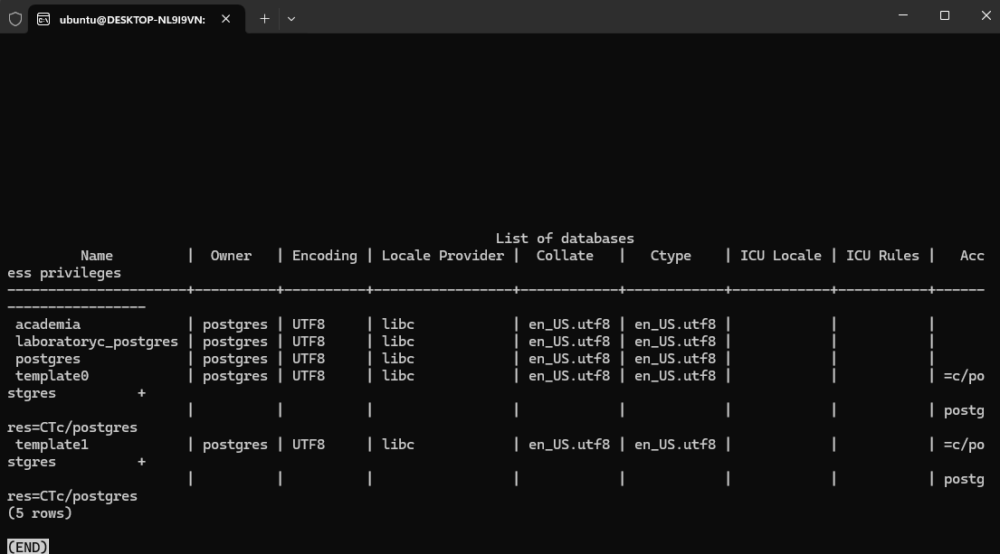 ubuntu@DESKTOP-NL9I9VN:
List of databases
Name | Owner | Encoding | Locale Provider | Collate | Ctype | ICU Locale | ICU Rules | Acc
ess privileges
----------------------+----------+----------+-----------------+------------+------------+------------+-----------+------
-----------------
academia | postgres | UTF8 | libc | en_US.utf8 | en_US.utf8 | | |
laboratoryc_postgres | postgres | UTF8 | libc | en_US.utf8 | en_US.utf8 | | |
postgres | postgres | UTF8 | libc | en_US.utf8 | en_US.utf8 | | |
template0 | postgres | UTF8 | libc | en_US.utf8 | en_US.utf8 | | | =c/po
stgres +
| | | | | | | | postg
res=CTc/postgres
template1 | postgres | UTF8 | libc | en_US.utf8 | en_US.utf8 | | | =c/po
stgres +
| | | | | | | | postg
res=CTc/postgres
(5 rows)
(END)